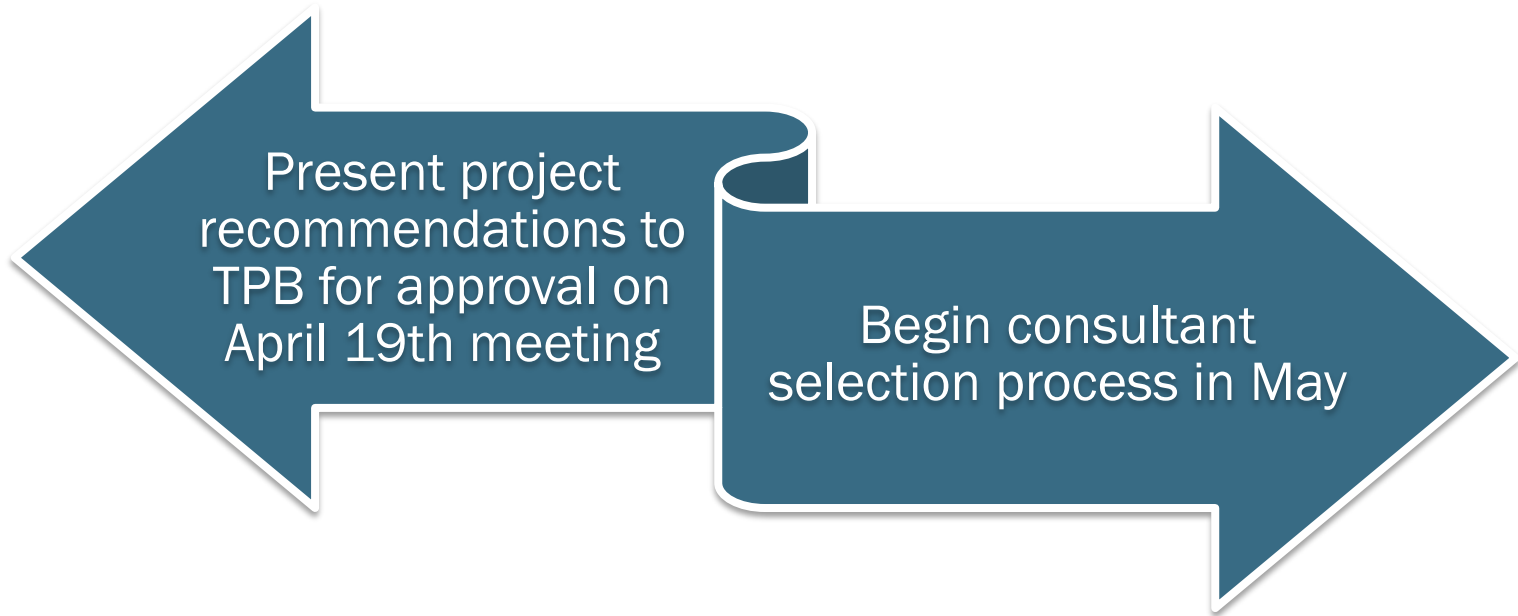 Present project
recommendations to
TPB for approval on
April 19th meeting
Begin consultant
selection process in May